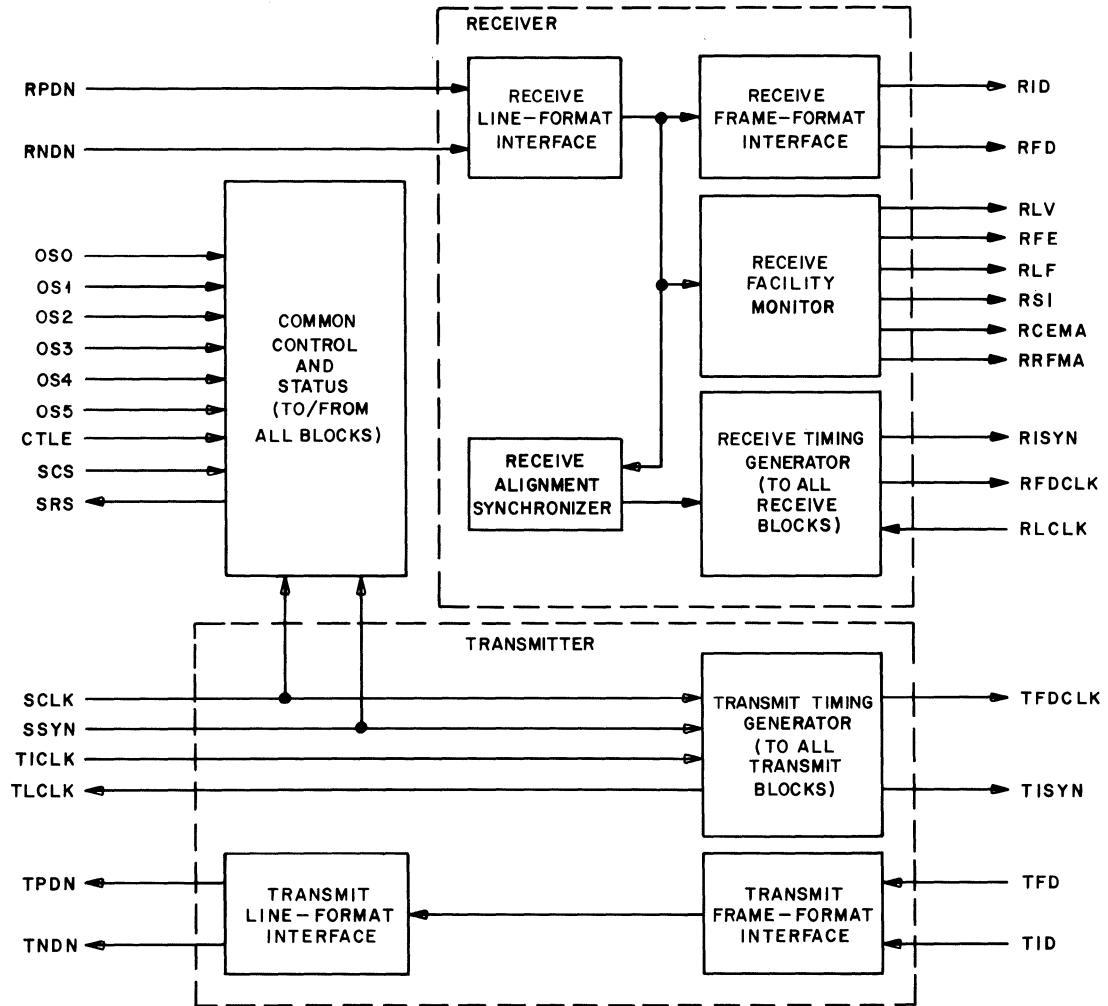 RECEIVER
RPDN
RNDN
RECEIVE
LINE-FORMAT
INTERFACE
RECEIVE
FRAME-FORMAT
INTERFACE
RID
RFD
OS0
OS1
OS2
OS3
OS4
OS5
CTLE
SCS
SRS
COMMON
CONTROL
AND
STATUS
(TO/FROM
ALL BLOCKS)
RECEIVE
FACILITY
MONITOR
RLV
RFE
RLF
RSI
RCEMA
RRFMA
RECEIVE
ALIGNMENT
SYNCHRONIZER
RECEIVE TIMING
GENERATOR
(TO ALL
RECEIVE
BLOCKS)
RISYN
RFDCLK
RLCLK
TRANSMITTER
SCLK
SSYN
TICLK
TLCLK
TRANSMIT TIMING
GENERATOR
(TO ALL
TRANSMIT
BLOCKS)
TFDCLK
TISYN
TPDN
TNDN
TRANSMIT
LINE-FORMAT
INTERFACE
TRANSMIT
FRAME-FORMAT
INTERFACE
TFD
TID